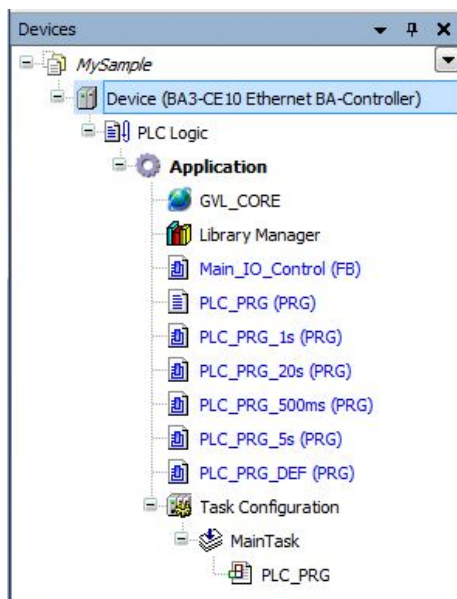 Devices
MySample
Device (BA3-CE10 Ethernet BA-Controller)
PLC Logic
Application
GVL_CORE
Library Manager
Main_IO_Control (FB)
PLC_PRG (PRG)
PLC_PRG_1s (PRG)
PLC_PRG_20s (PRG)
PLC_PRG_500ms (PRG)
PLC_PRG_5s (PRG)
PLC_PRG_DEF (PRG)
Task Configuration
MainTask
PLC_PRG